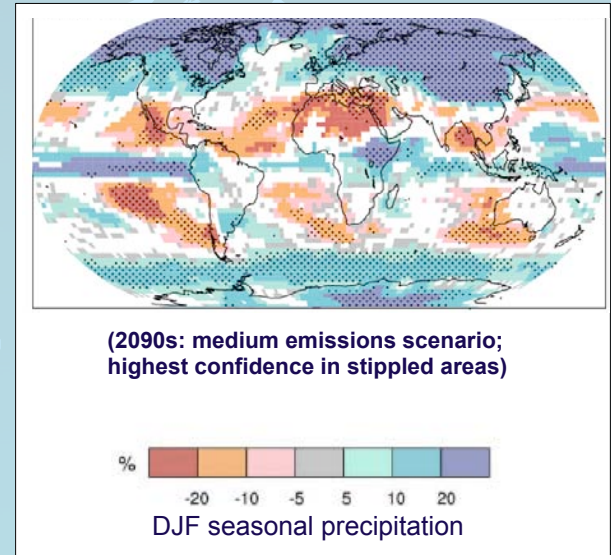 (2090s: medium emissions scenario;
highest confidence in stippled areas)
%
-20 -10 -5 5 10 20
DJF seasonal precipitation